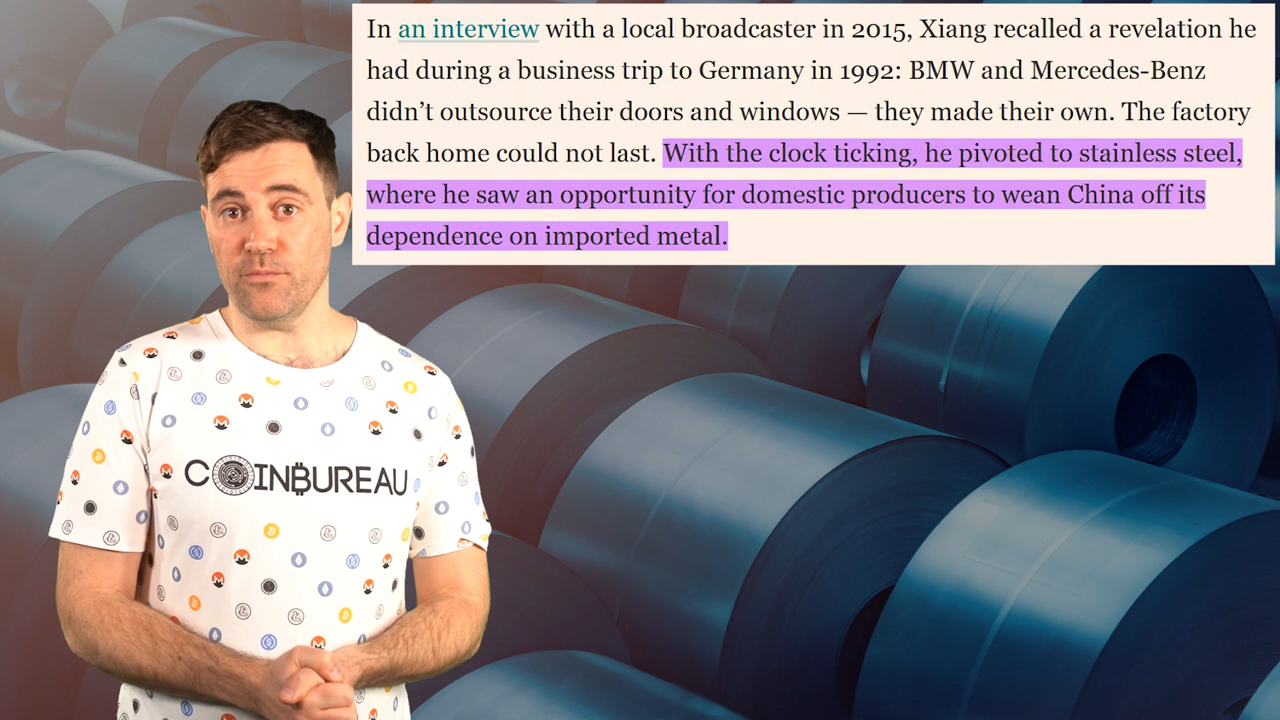 In an interview with a local broadcaster in 2015, Xiang recalled a revelation he
had during a business trip to Germany in 1992: BMW and Mercedes-Benz
didn’t outsource their doors and windows — they made their own. The factory
back home could not last. With the clock ticking, he pivoted to stainless steel,
where he saw an opportunity for domestic producers to wean China off its
dependence on imported metal.
COINBUREAU